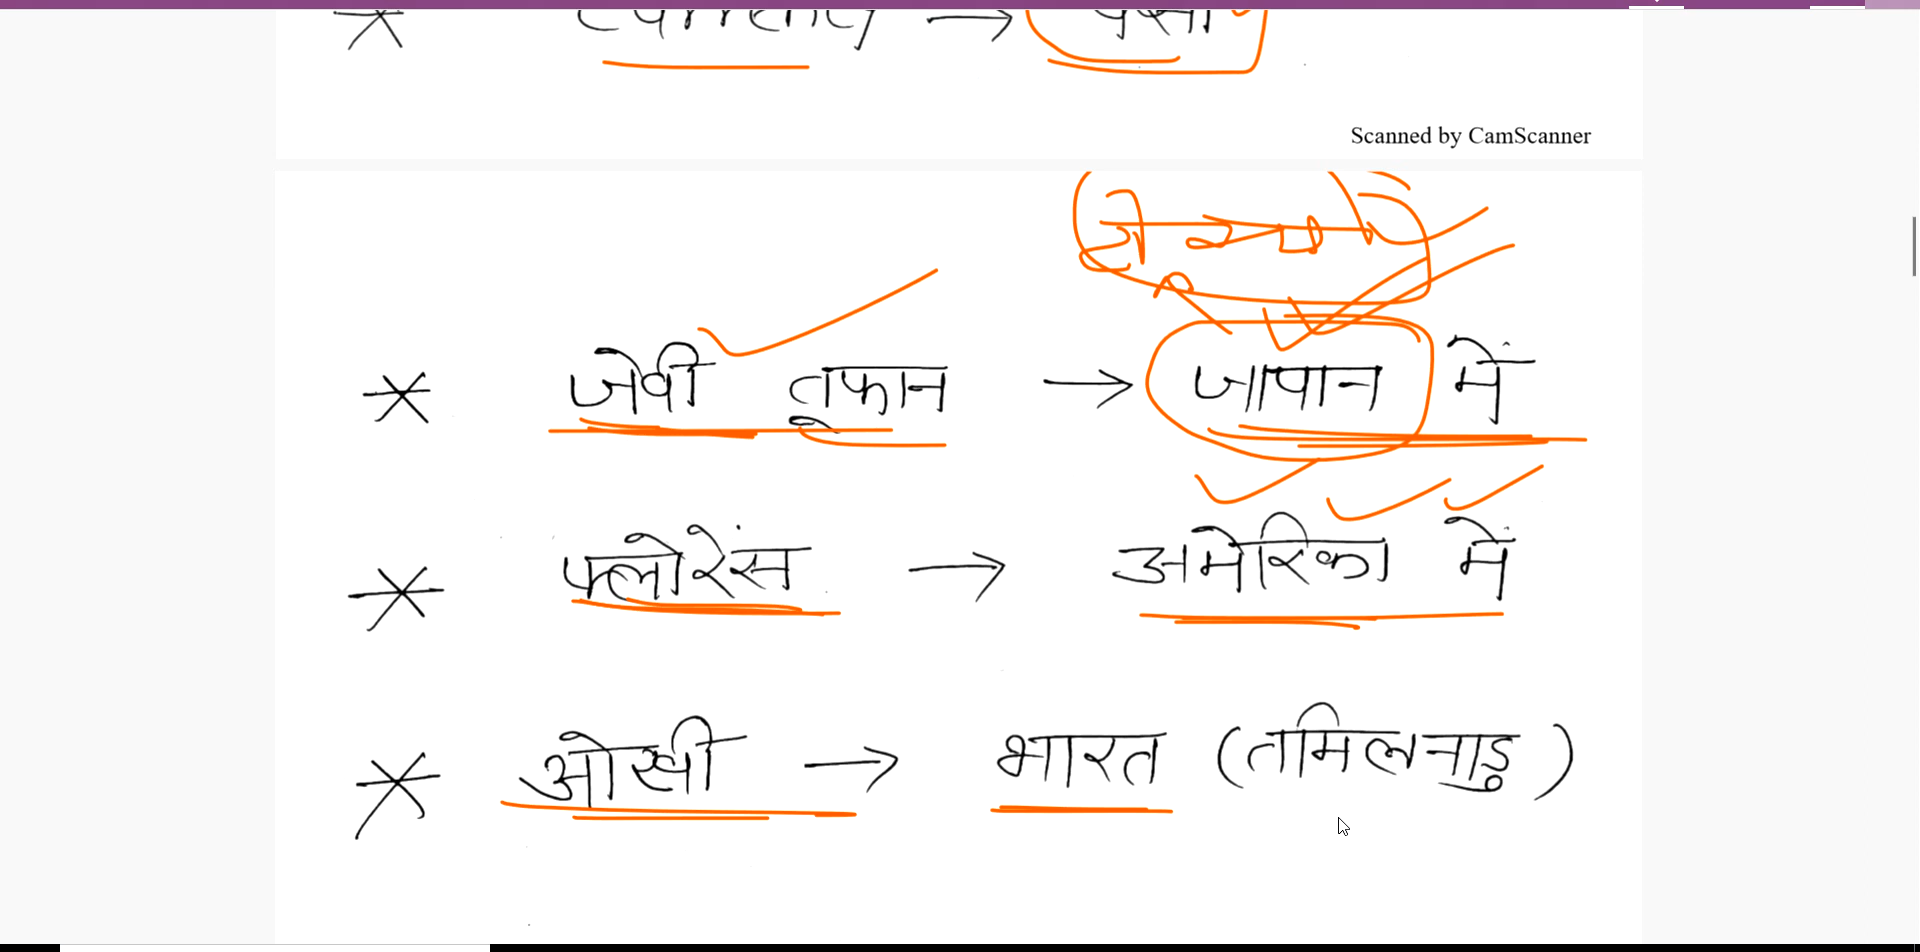 Scanned by CamScanner
* जेवी तूफान → जापान में
* फ्लोरेंस → अमेरिका में
* ओखी → भारत (तमिलनाडु)